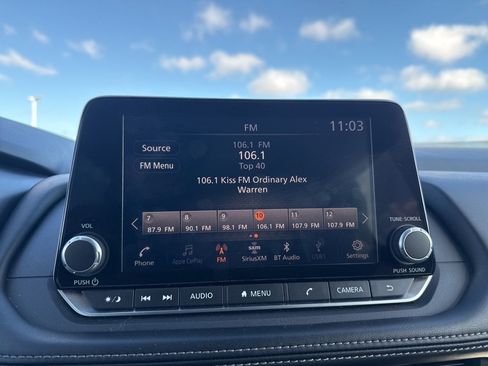 FM
11:03
Source
106.1 FM
106.1
Top 40
FM Menu
106.1 Kiss FM Ordinary Alex
Warren
7 8 9 10 11 12
87.9 FM 90.1 FM 98.1 FM 106.1 FM 107.9 FM 107.9 FM
VOL
TUNE·SCROLL
Phone Apple CarPlay FM SiriusXM BT Audio USB1 Settings
PUSH
PUSH SOUND
AUDIO MENU CAMERA